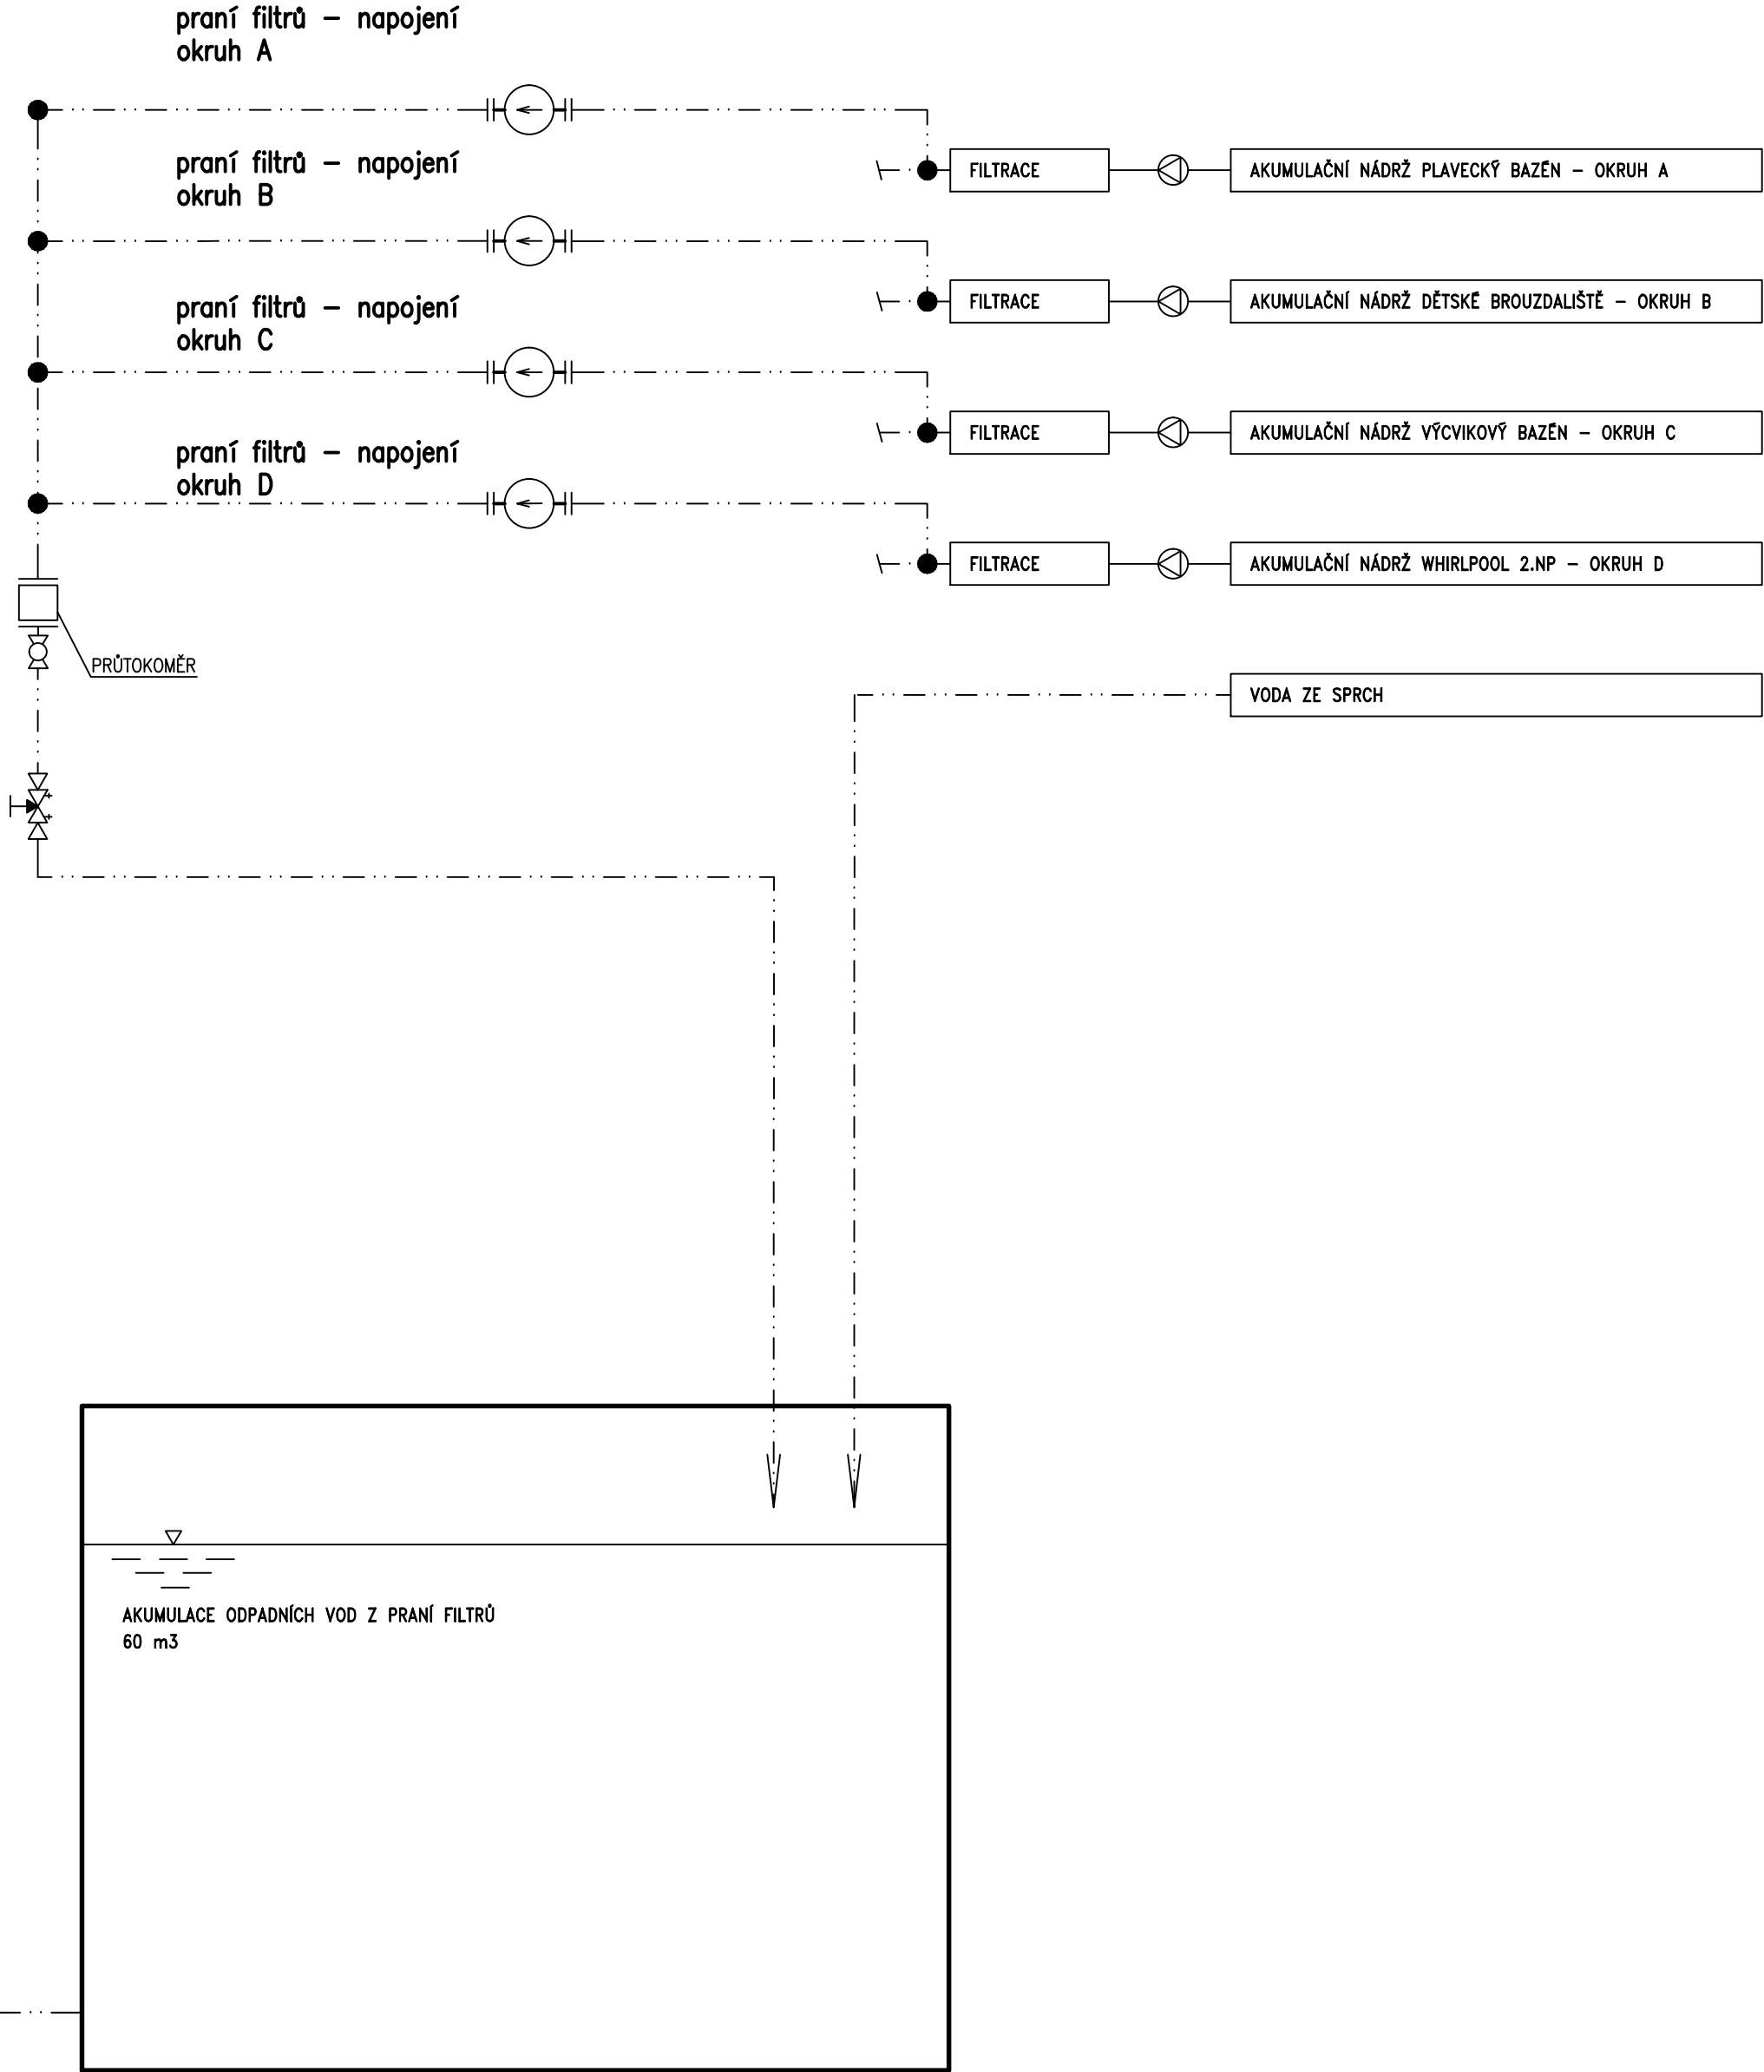 praní filtrů – napojení
okruh A
FILTRACE
AKUMULAČNÍ NÁDRŽ PLAVECKÝ BAZÉN – OKRUH A
praní filtrů – napojení
okruh B
FILTRACE
AKUMULAČNÍ NÁDRŽ DĚTSKÉ BROUZDALIŠTĚ – OKRUH B
praní filtrů – napojení
okruh C
FILTRACE
AKUMULAČNÍ NÁDRŽ VÝCVIKOVÝ BAZÉN – OKRUH C
praní filtrů – napojení
okruh D
FILTRACE
AKUMULAČNÍ NÁDRŽ WHIRLPOOL 2.NP – OKRUH D
PRŮTOKOMĚR
VODA ZE SPRCH
AKUMULACE ODPADNÍCH VOD Z PRANÍ FILTRŮ
60 m3